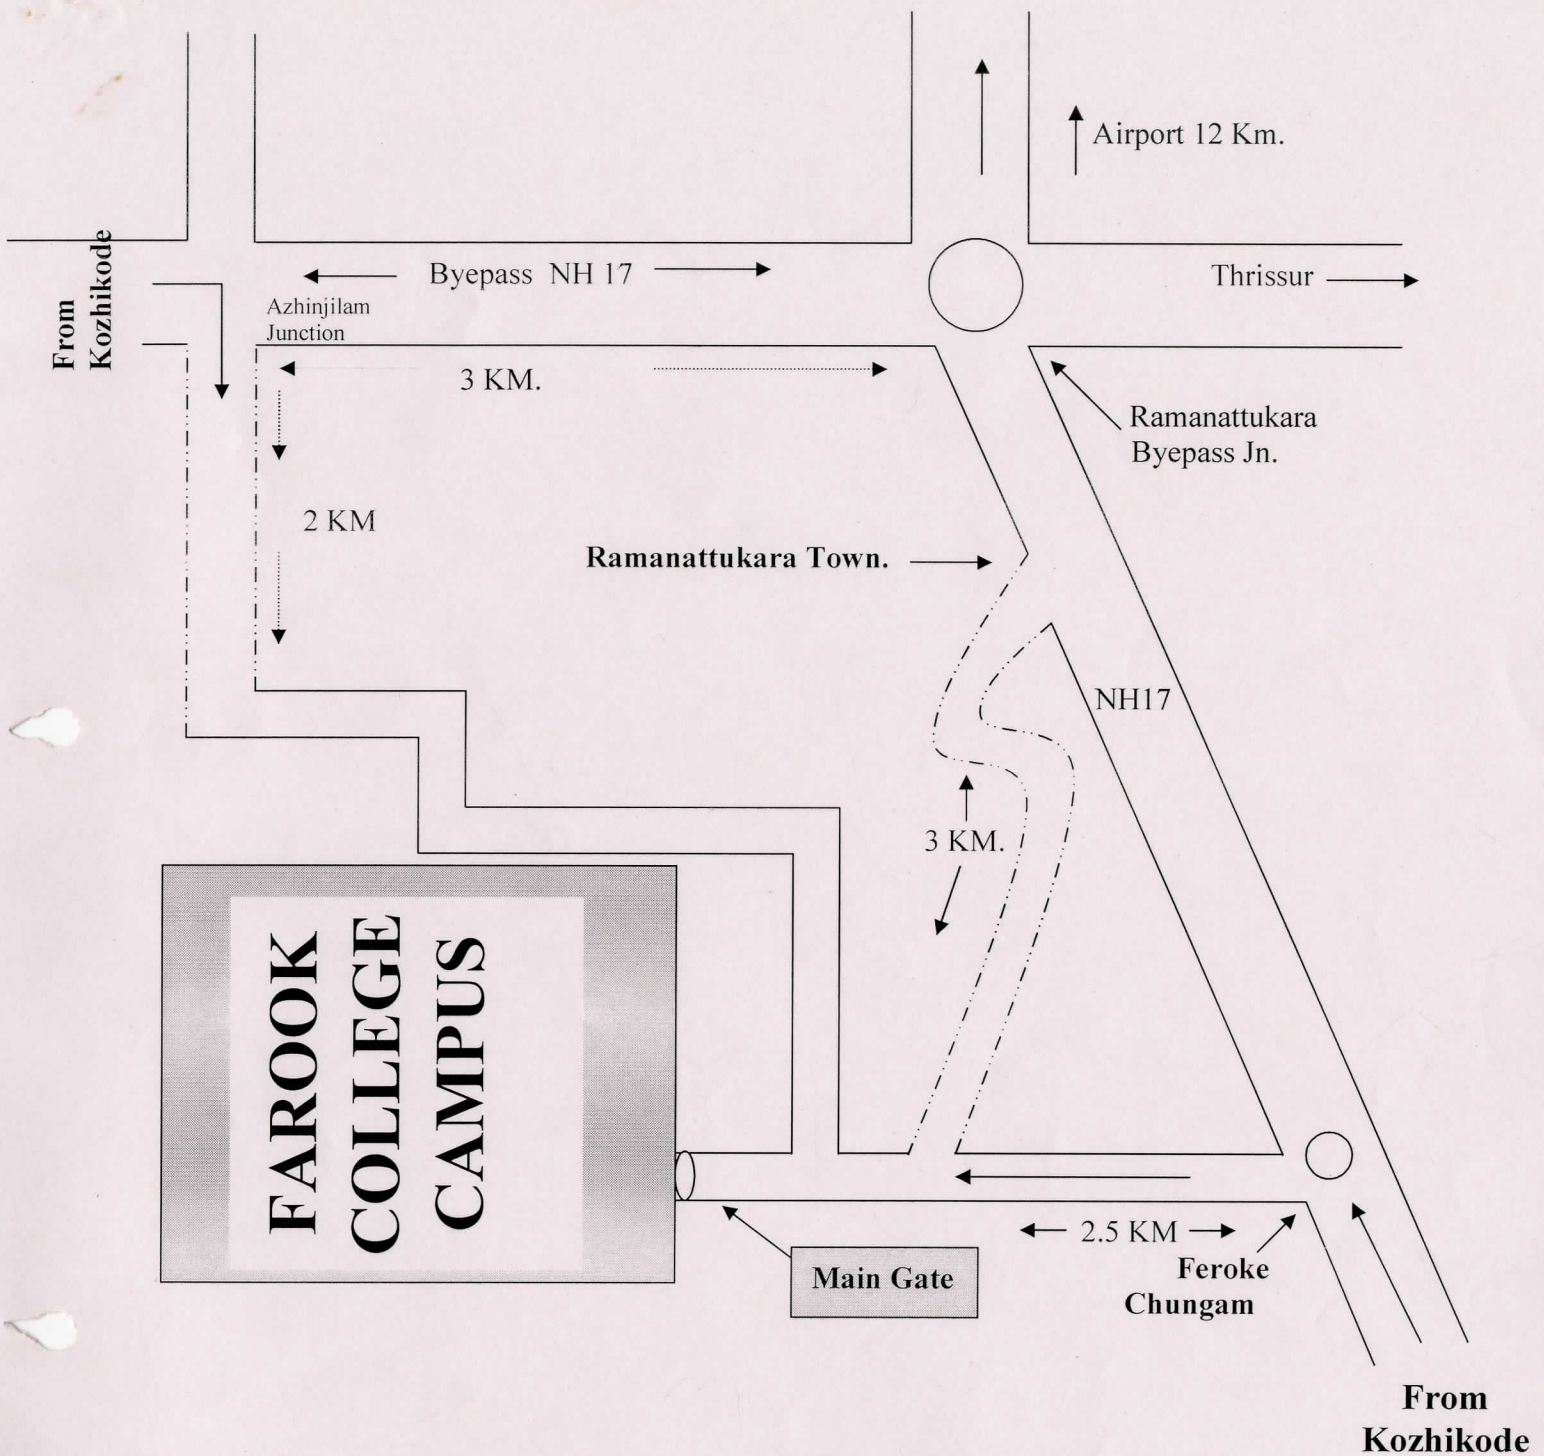 Airport 12 Km.
From
Kozhikode
Byepass NH 17
Thrissur
Azhinjilam
Junction
3 KM.
Ramanattukara
Byepass Jn.
2 KM
Ramanattukara Town.
NH17
3 KM.
FAROOK
COLLEGE
CAMPUS
2.5 KM
Main Gate
Feroke
Chungam
From
Kozhikode